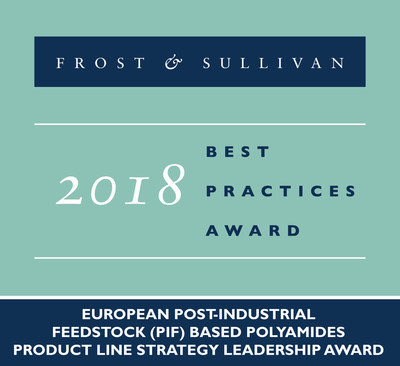 FROST & SULLIVAN
2018
BEST
PRACTICES
AWARD
EUROPEAN POST-INDUSTRIAL
FEEDSTOCK (PIF) BASED POLYAMIDES
PRODUCT LINE STRATEGY LEADERSHIP AWARD